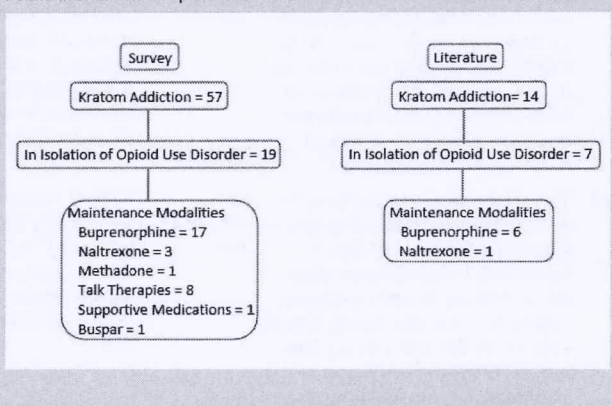 Survey
Kratom Addiction = 57
In Isolation of Opioid Use Disorder = 19
Maintenance Modalities
Buprenorphine = 17
Naltrexone = 3
Methadone = 1
Talk Therapies = 8
Supportive Medications = 1
Buspar = 1
Literature
Kratom Addiction= 14
In Isolation of Opioid Use Disorder = 7
Maintenance Modalities
Buprenorphine = 6
Naltrexone = 1